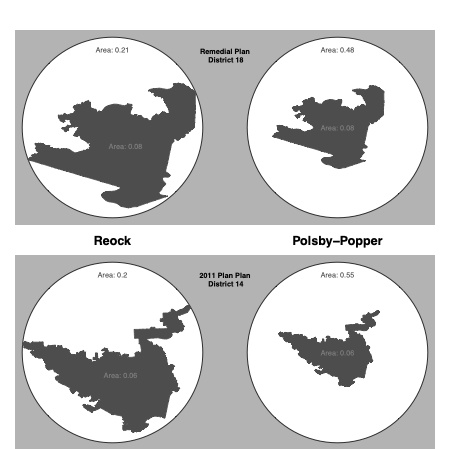 Area: 0.21
Remedial Plan
District 18
Area: 0.48
Area: 0.08
Area: 0.08
Reock
Polsby–Popper
Area: 0.2
2011 Plan Plan
District 14
Area: 0.55
Area: 0.06
Area: 0.06